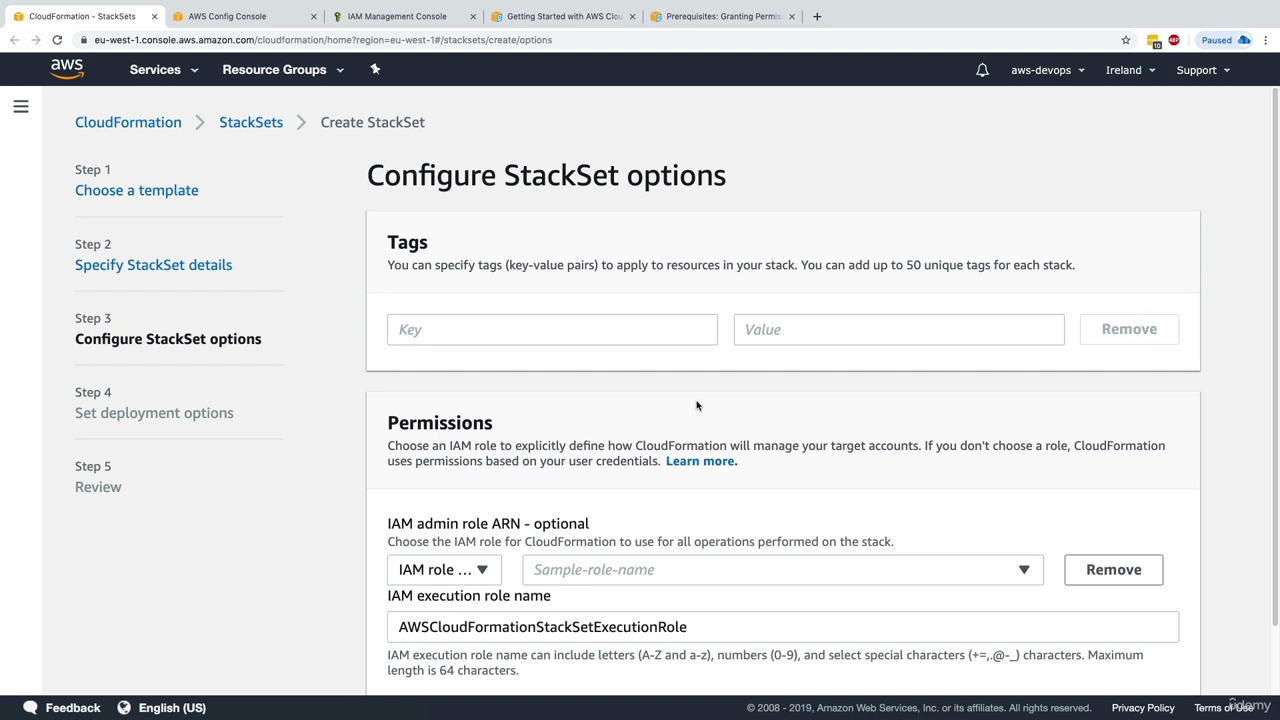 CloudFormation - StackSets
AWS Config Console
IAM Management Console
Getting Started with AWS Clou
Prerequisites: Granting Permis
eu-west-1.console.aws.amazon.com/cloudformation/home?region=eu-west-1#/stacksets/create/options
10
ABP
Paused
aws
Services
Resource Groups
aws-devops
Ireland
Support
CloudFormation
StackSets
Create StackSet
Step 1
Choose a template
Step 2
Specify StackSet details
Step 3
Configure StackSet options
Step 4
Set deployment options
Step 5
Review
Configure StackSet options
Tags
You can specify tags (key-value pairs) to apply to resources in your stack. You can add up to 50 unique tags for each stack.
Key
Value
Remove
Permissions
Choose an IAM role to explicitly define how CloudFormation will manage your target accounts. If you don't choose a role, CloudFormation
uses permissions based on your user credentials. Learn more.
IAM admin role ARN - optional
Choose the IAM role for CloudFormation to use for all operations performed on the stack.
IAM role ...
Sample-role-name
Remove
IAM execution role name
AWSCloudFormationStackSetExecutionRole
IAM execution role name can include letters (A-Z and a-z), numbers (0-9), and select special characters (+=,.@-_) characters. Maximum
length is 64 characters.
Feedback
English (US)
© 2008 - 2019, Amazon Web Services, Inc. or its affiliates. All rights reserved.
Privacy Policy
Terms of Use
ûdemy